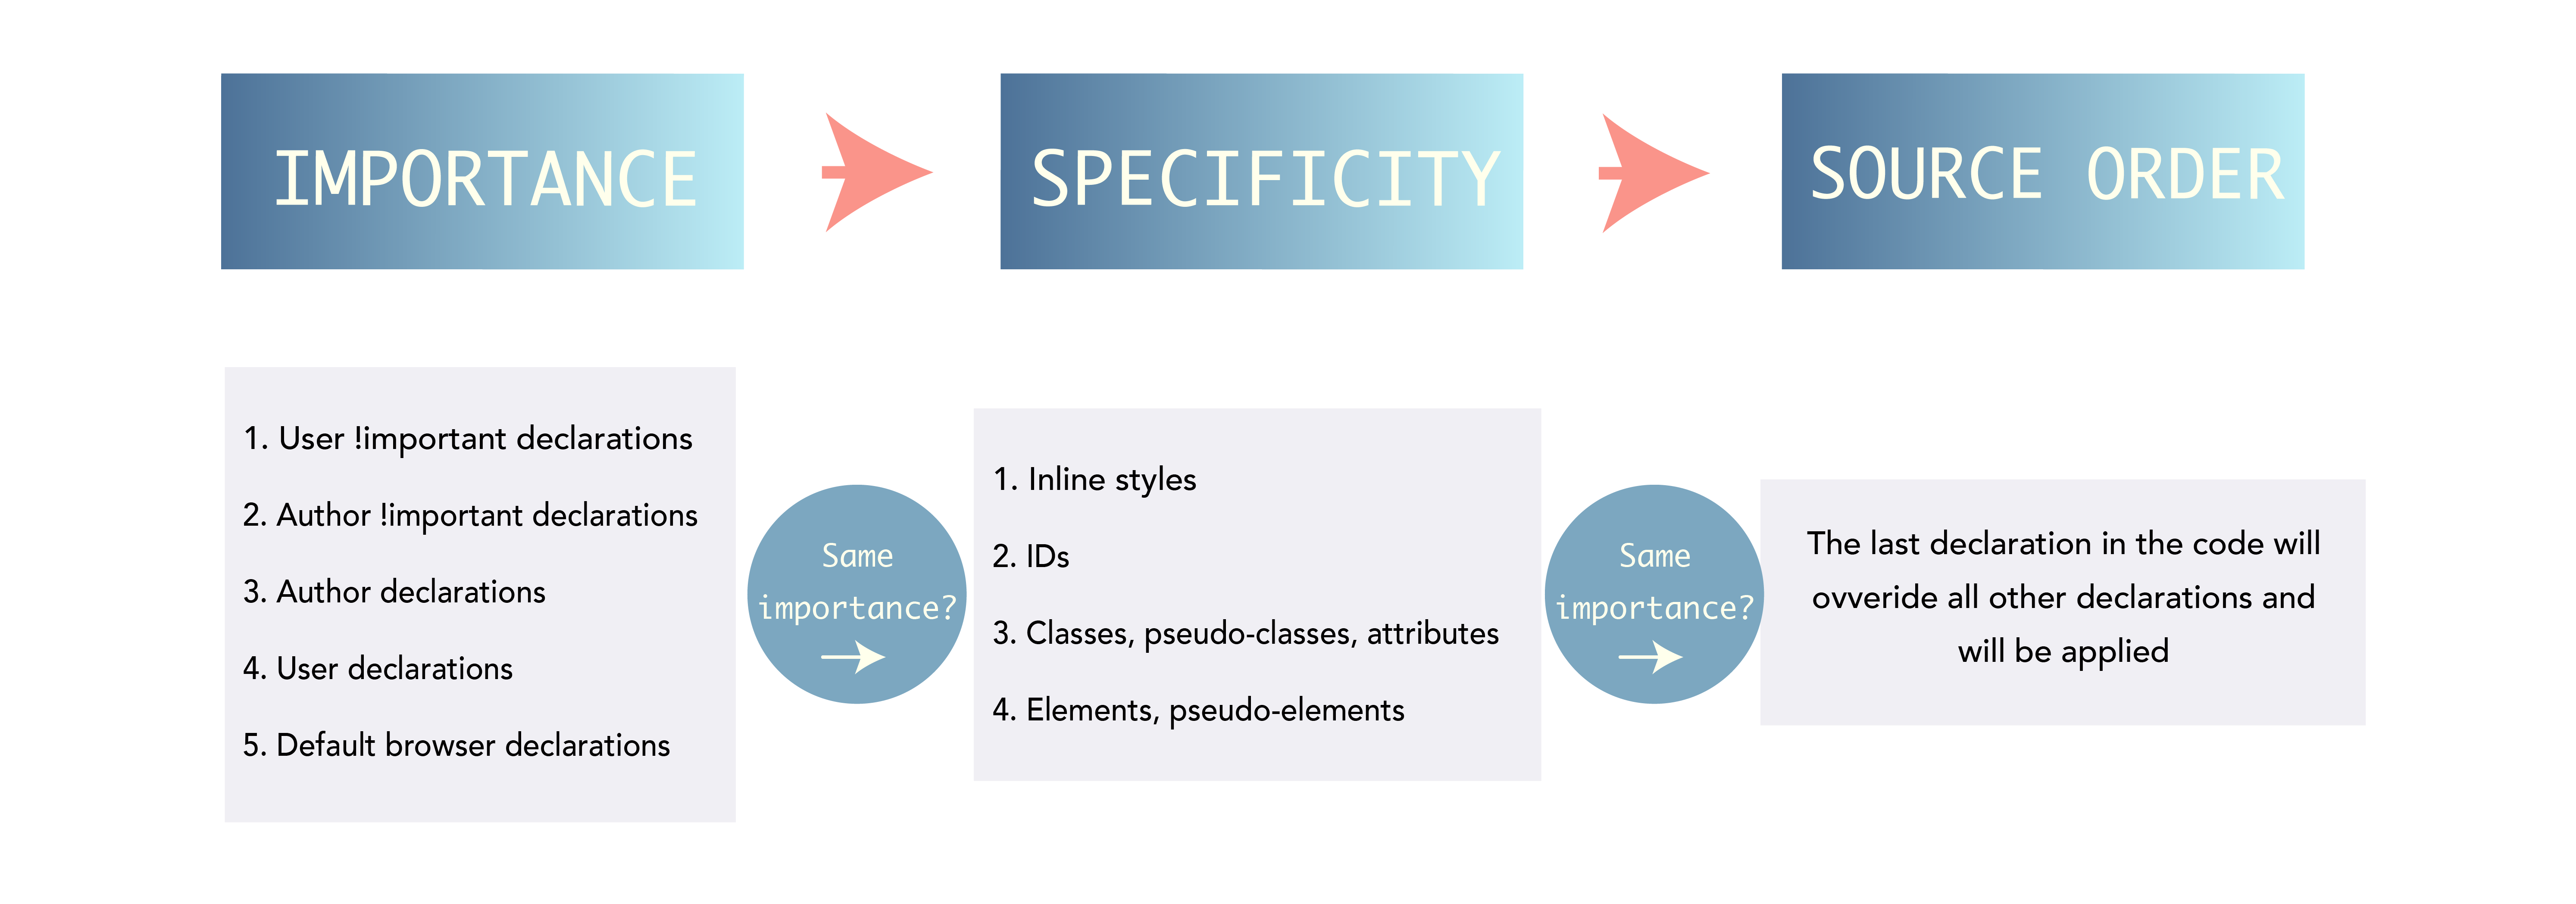 IMPORTANCE
SPECIFICITY
SOURCE ORDER
1. User !important declarations
2. Author !important declarations
3. Author declarations
4. User declarations
5. Default browser declarations
Same
importance?
1. Inline styles
2. IDs
3. Classes, pseudo-classes, attributes
4. Elements, pseudo-elements
Same
importance?
The last declaration in the code will
ovveride all other declarations and
will be applied